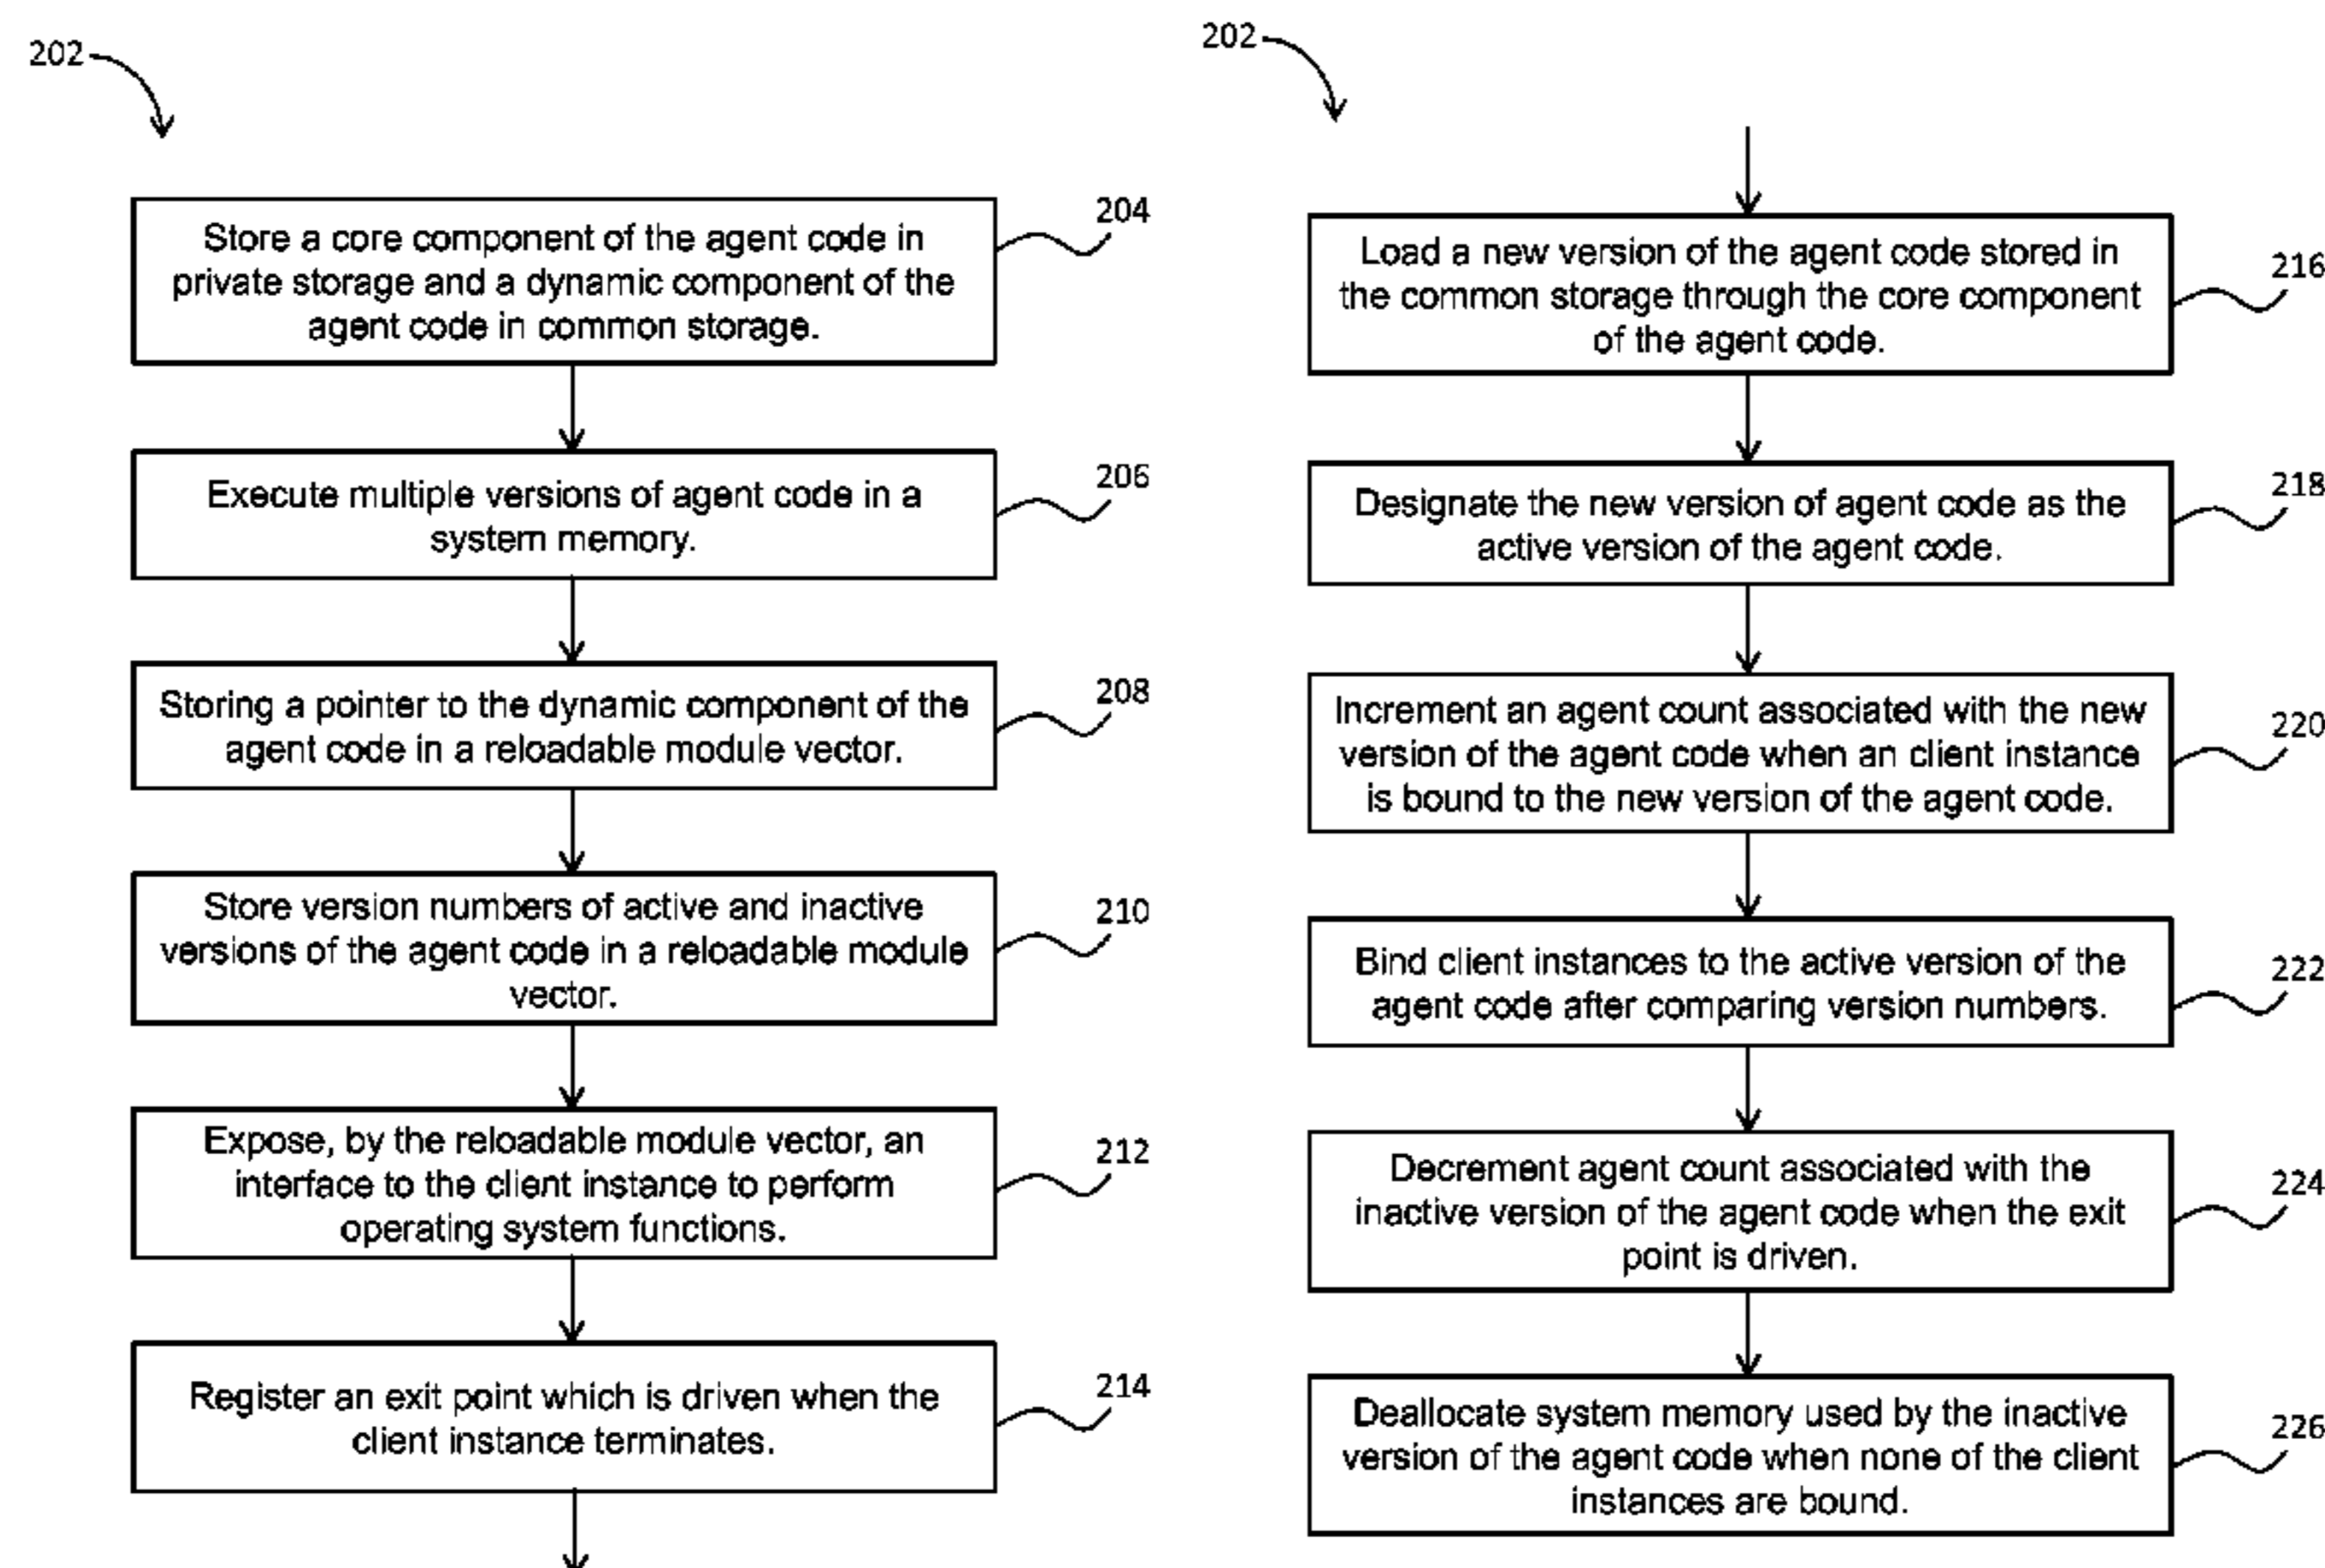 202
Store a core component of the agent code in
private storage and a dynamic component of the
agent code in common storage.
204
Execute multiple versions of agent code in a
system memory.
206
Storing a pointer to the dynamic component of the
agent code in a reloadable module vector.
208
Store version numbers of active and inactive
versions of the agent code in a reloadable module
vector.
210
Expose, by the reloadable module vector, an
interface to the client instance to perform
operating system functions.
212
Register an exit point which is driven when the
client instance terminates.
214
202
Load a new version of the agent code stored in
the common storage through the core component
of the agent code.
216
Designate the new version of agent code as the
active version of the agent code.
218
Increment an agent count associated with the new
version of the agent code when an client instance
is bound to the new version of the agent code.
220
Bind client instances to the active version of the
agent code after comparing version numbers.
222
Decrement agent count associated with the
inactive version of the agent code when the exit
point is driven.
224
Deallocate system memory used by the inactive
version of the agent code when none of the client
instances are bound.
226